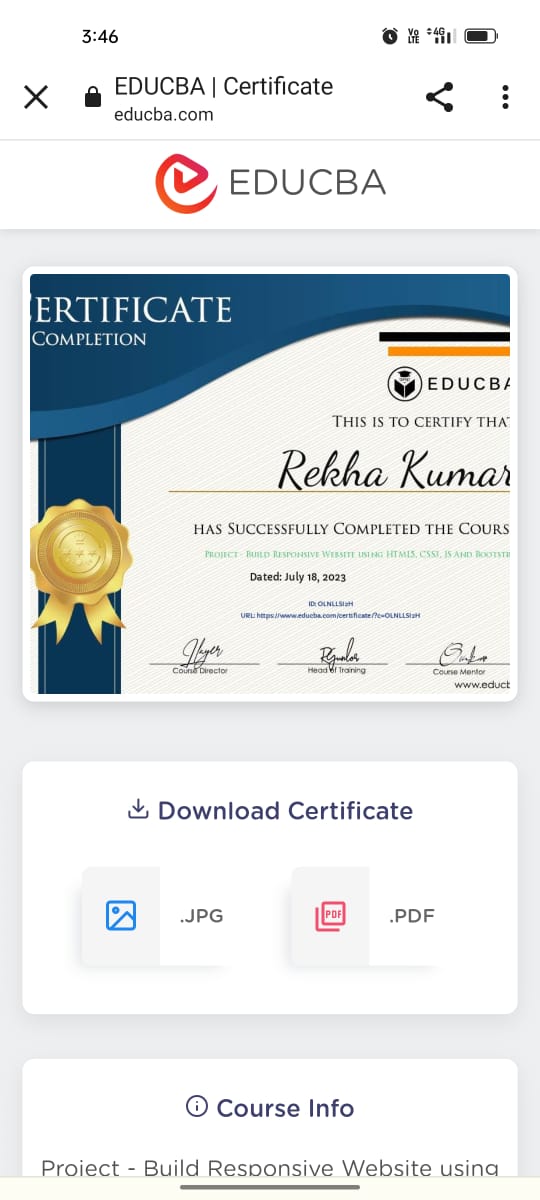 3:46
Vo LTE 4G
EDUCBA | Certificate
educba.com
EDUCBA
ERTIFICATE
COMPLETION
EDUCBA
THIS IS TO CERTIFY THAT
Rekha Kumar
HAS SUCCESSFULLY COMPLETED THE COURS
PROJECT - BUILD RESPONSIVE WEBSITE USING HTML5, CSS3, JS AND BOOTSTR
Dated: July 18, 2023
ID: OLNLLSI2H
URL: https://www.educba.com/certificate/?c=OLNLLSI2H
Course Director
Head of Training
Course Mentor
www.educb
Download Certificate
.JPG
PDF
.PDF
Course Info
Project - Build Responsive Website using